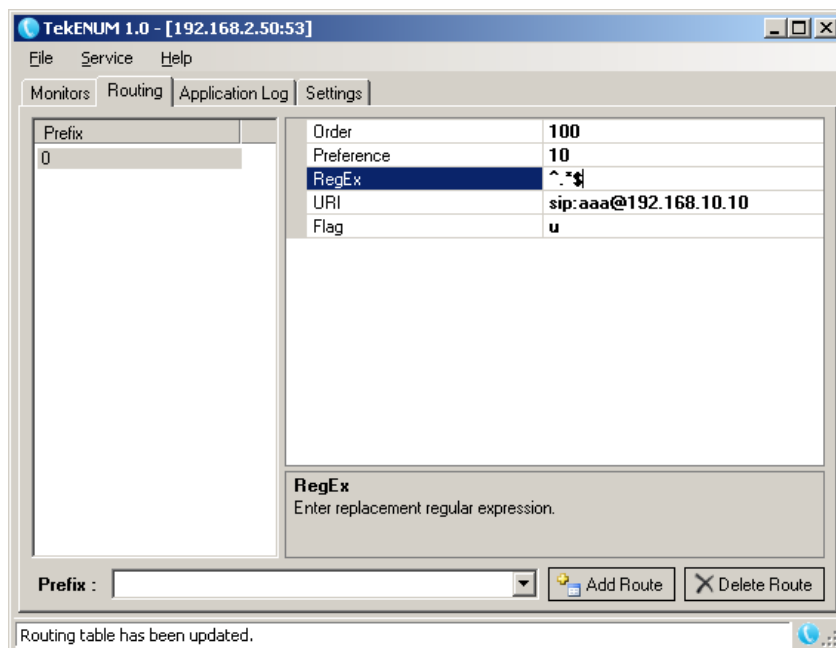 TekENUM 1.0 - [192.168.2.50:53]
File Service Help
Monitors Routing Application Log Settings
Prefix
0
Order 100
Preference 10
RegEx ^.*$
URI sip:aaa@192.168.10.10
Flag u
RegEx
Enter replacement regular expression.
Prefix : Add Route Delete Route
Routing table has been updated.